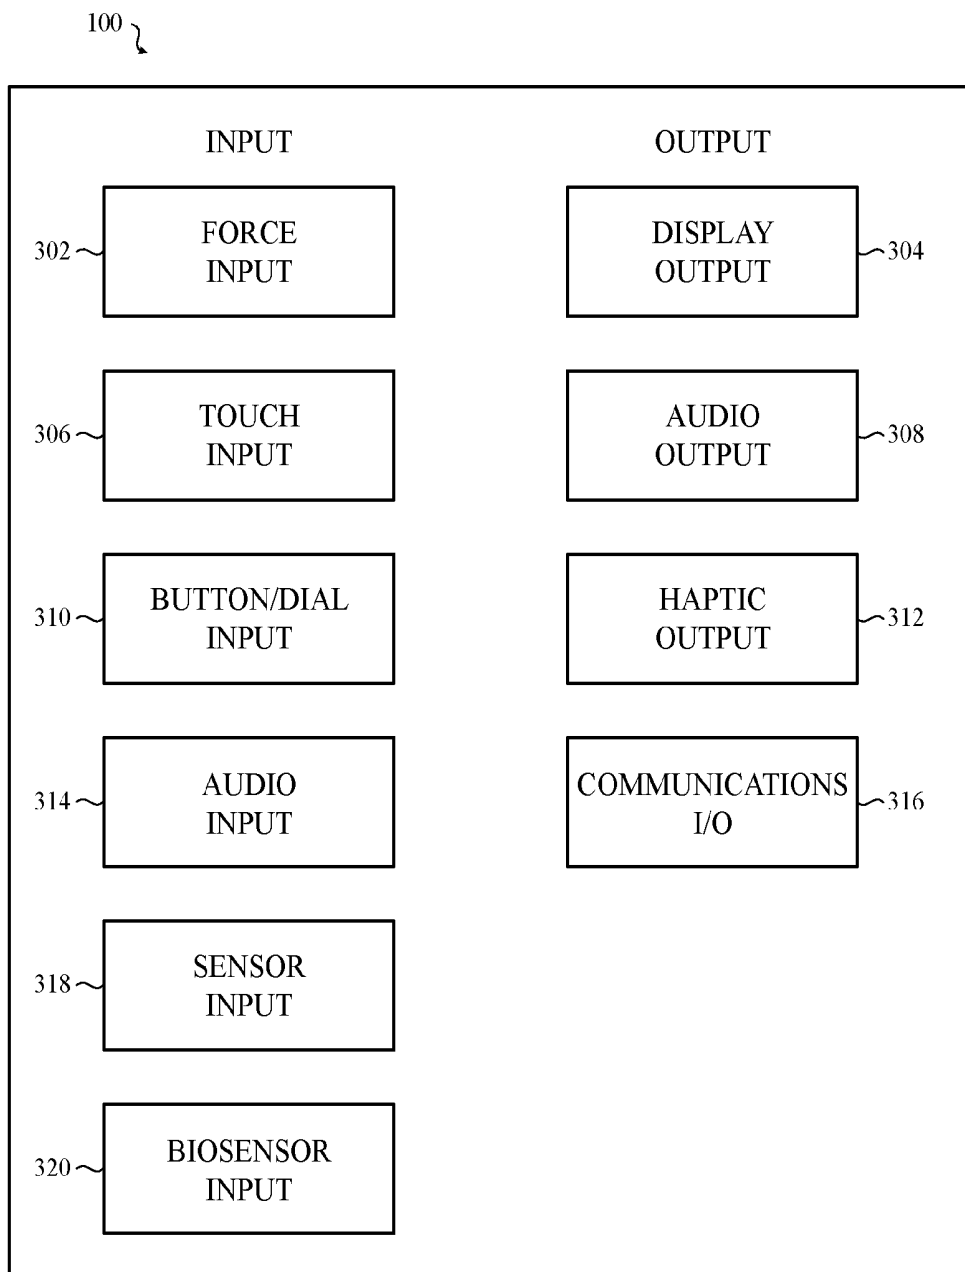 100
INPUT
OUTPUT
302
FORCE
INPUT
DISPLAY
OUTPUT
304
306
TOUCH
INPUT
AUDIO
OUTPUT
308
310
BUTTON/DIAL
INPUT
HAPTIC
OUTPUT
312
314
AUDIO
INPUT
COMMUNICATIONS
I/O
316
318
SENSOR
INPUT
320
BIOSENSOR
INPUT